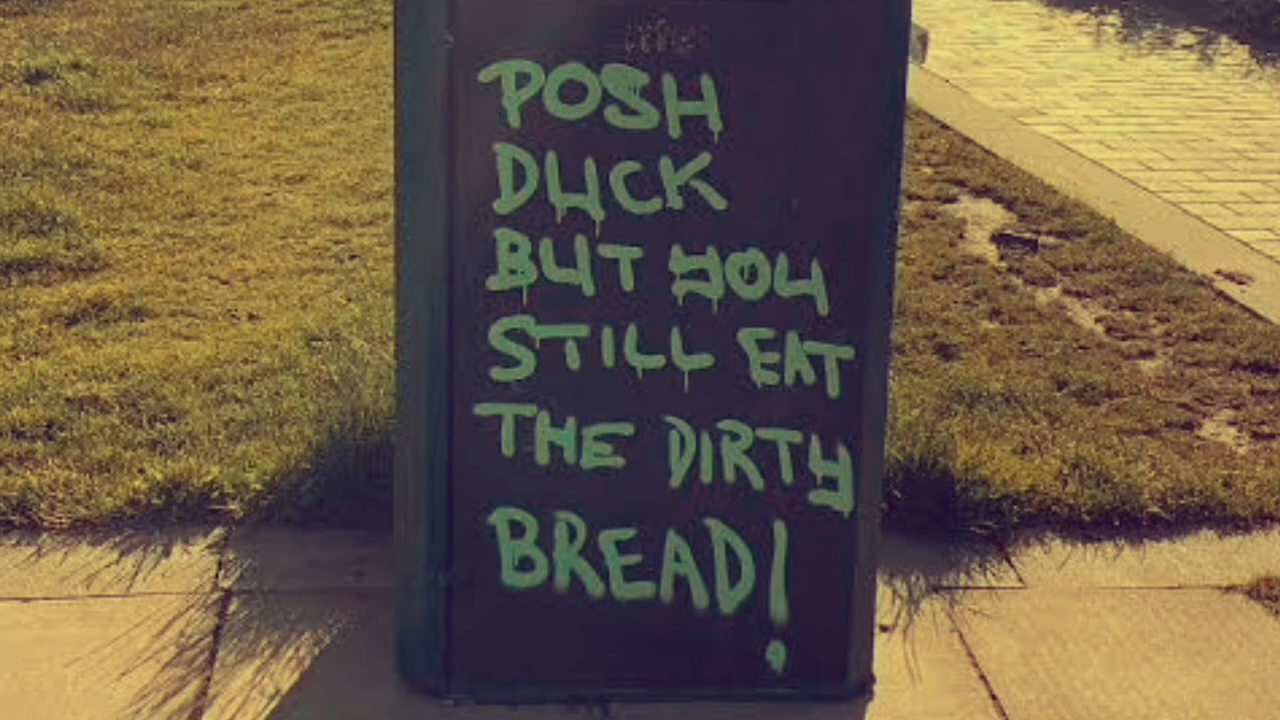 POSH
DUCK
BUT YOU
STILL EAT
THE DIRTY
BREAD!